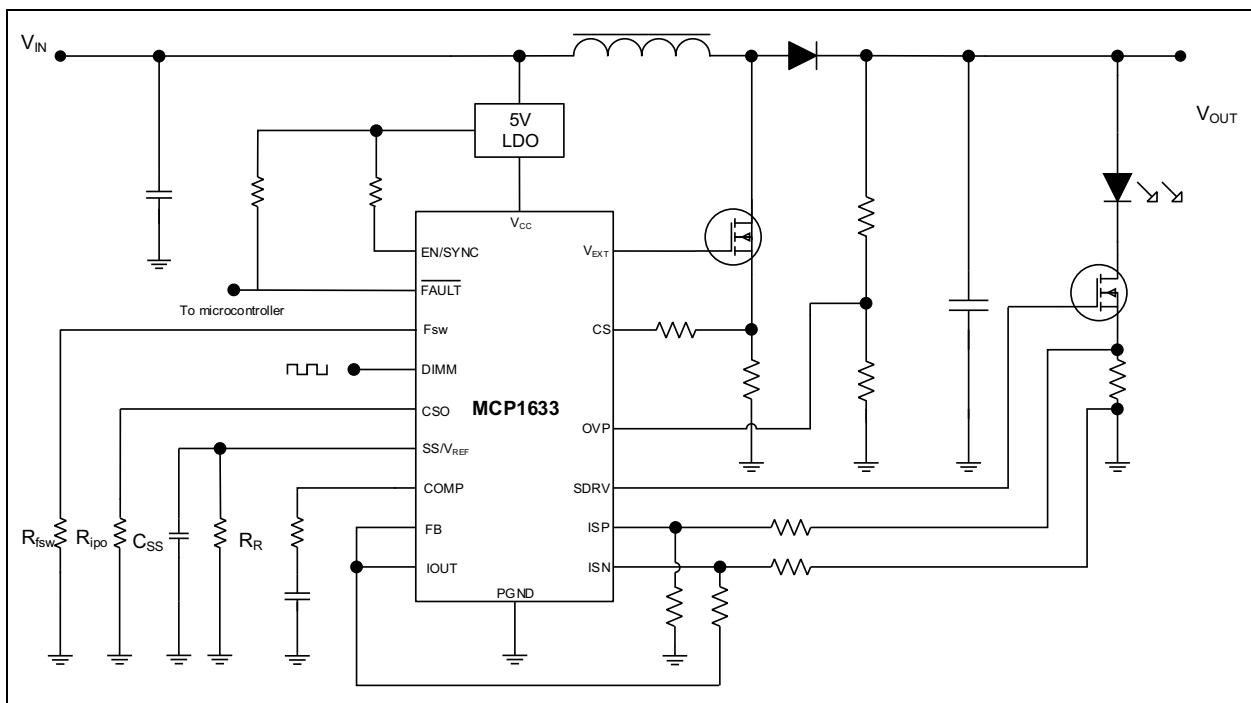 VIN
VOUT
5V
LDO
VCC
EN/SYNC
VEXT
FAULT
To microcontroller
Fsw
CS
DIMM
MCP1633
CSO
OVP
SS/VREF
COMP
SDRV
Rfsw
Ripo
CSS
RR
FB
ISP
IOUT
ISN
PGND